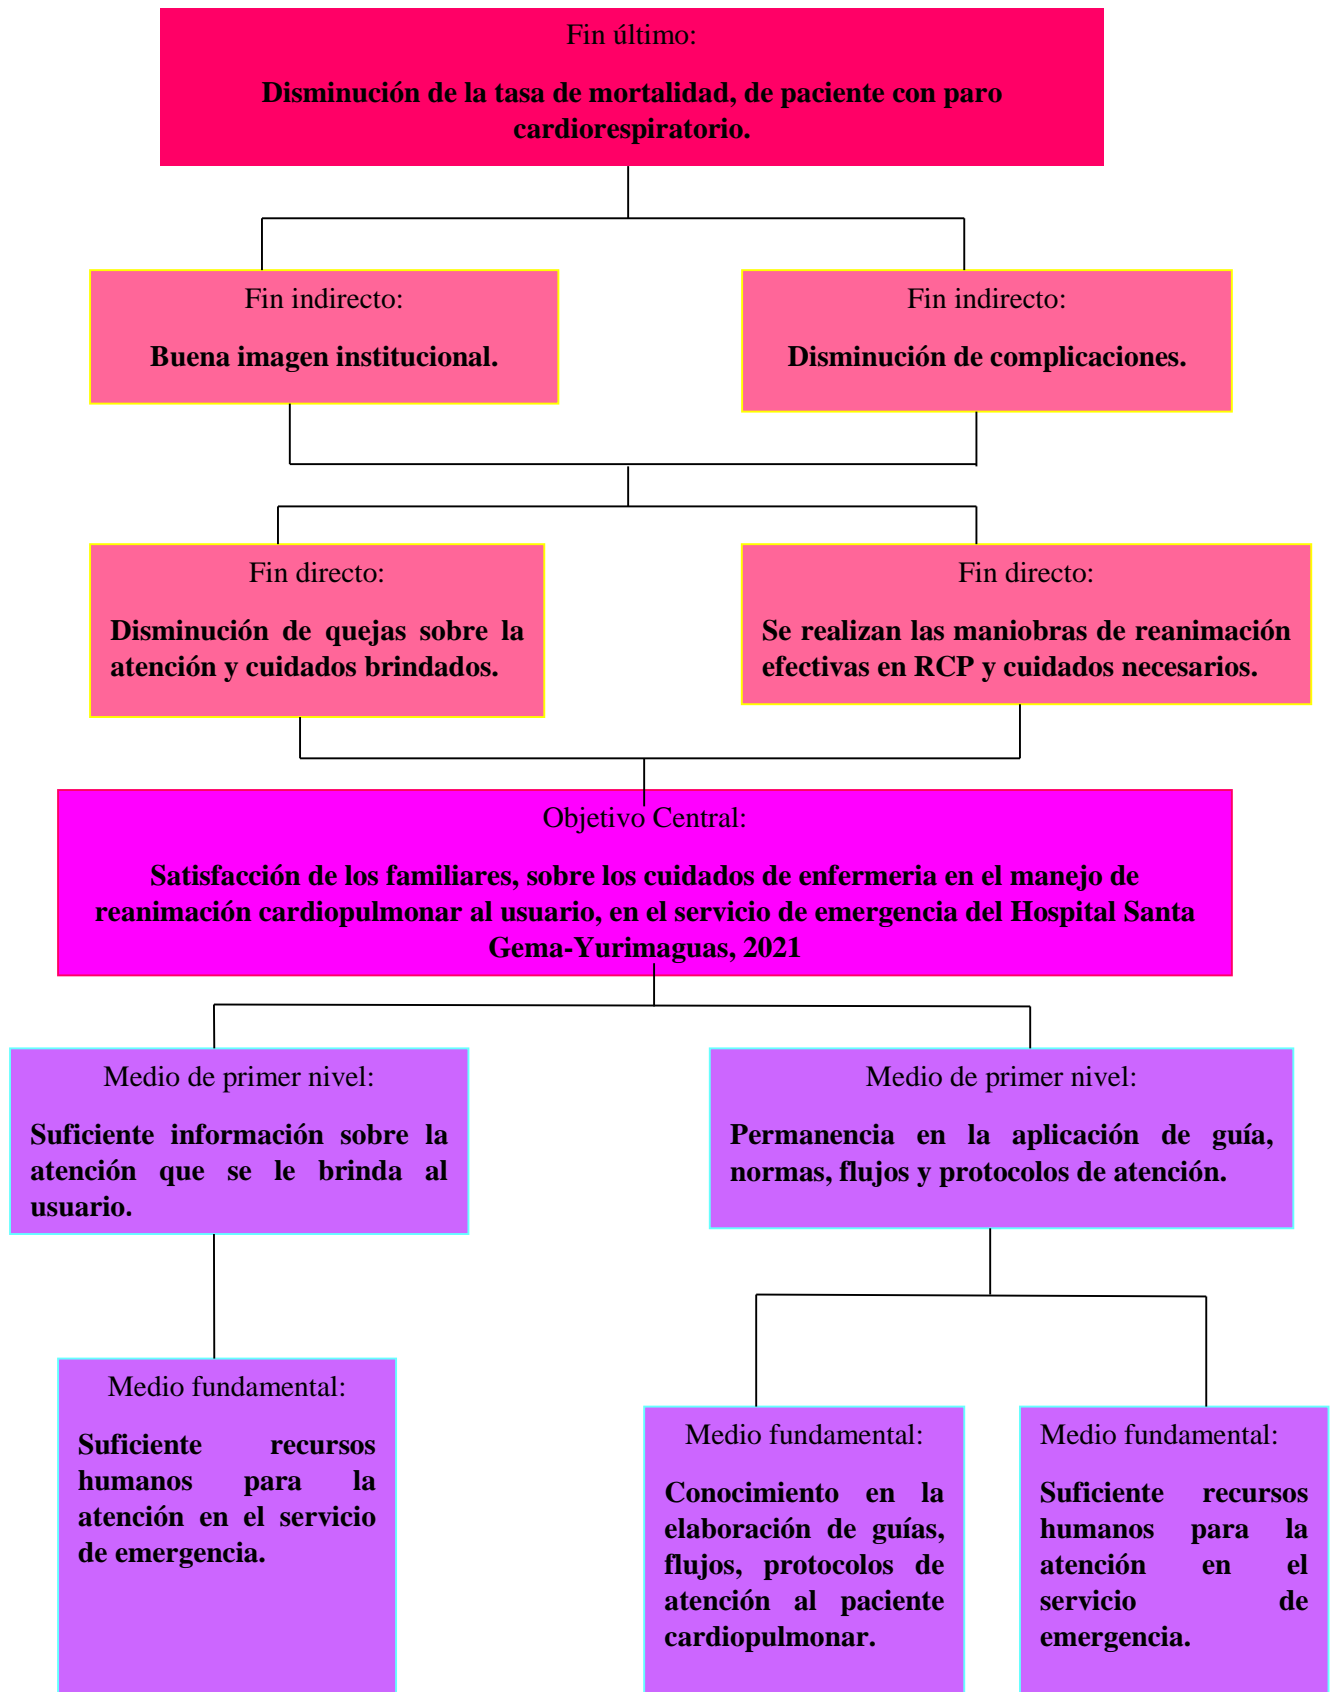 Fin último:
Disminución de la tasa de mortalidad, de paciente con paro
cardiorespiratorio.
Fin indirecto:
Buena imagen institucional.
Fin indirecto:
Disminución de complicaciones.
Fin directo:
Disminución de quejas sobre la
atención y cuidados brindados.
Fin directo:
Se realizan las maniobras de reanimación
efectivas en RCP y cuidados necesarios.
Objetivo Central:
Satisfacción de los familiares, sobre los cuidados de enfermeria en el manejo de
reanimación cardiopulmonar al usuario, en el servicio de emergencia del Hospital Santa
Gema-Yurimaguas, 2021
Medio de primer nivel:
Suficiente información sobre la
atención que se le brinda al
usuario.
Medio de primer nivel:
Permanencia en la aplicación de guía,
normas, flujos y protocolos de atención.
Medio fundamental:
Suficiente recursos
humanos para la
atención en el servicio
de emergencia.
Medio fundamental:
Conocimiento en la
elaboración de guías,
flujos, protocolos de
atención al paciente
cardiopulmonar.
Medio fundamental:
Suficiente recursos
humanos para la
atención en el
servicio de
emergencia.